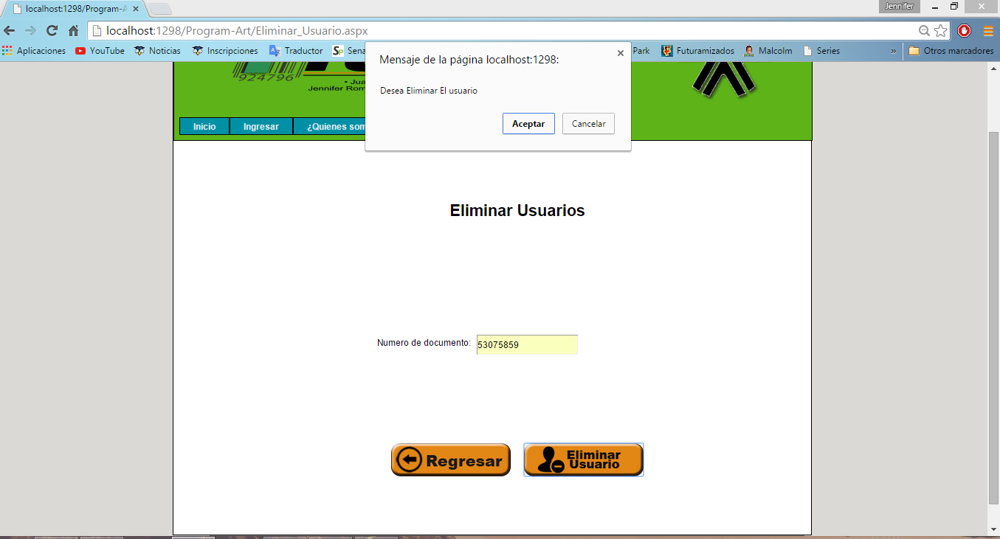 Jennifer
localhost:1298/Program-A
localhost:1298/Program-Art/Eliminar_Usuario.aspx
Aplicaciones YouTube Noticias Inscripciones Traductor Sena Park Futuramizados Malcolm Series » Otros marcadores
Mensaje de la página localhost:1298:
Desea Eliminar El usuario
Aceptar Cancelar
924796
• Jua
Jennifer Rom
Inicio Ingresar ¿Quienes som
Eliminar Usuarios
Numero de documento: 53075859
Regresar
Eliminar
Usuario